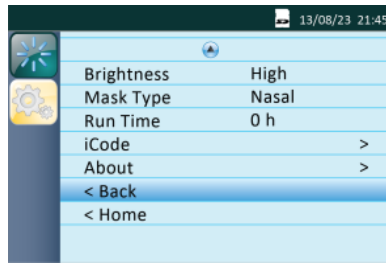 13/08/23 21:45
Brightness High
Mask Type Nasal
Run Time 0 h
iCode >
About >
< Back
< Home